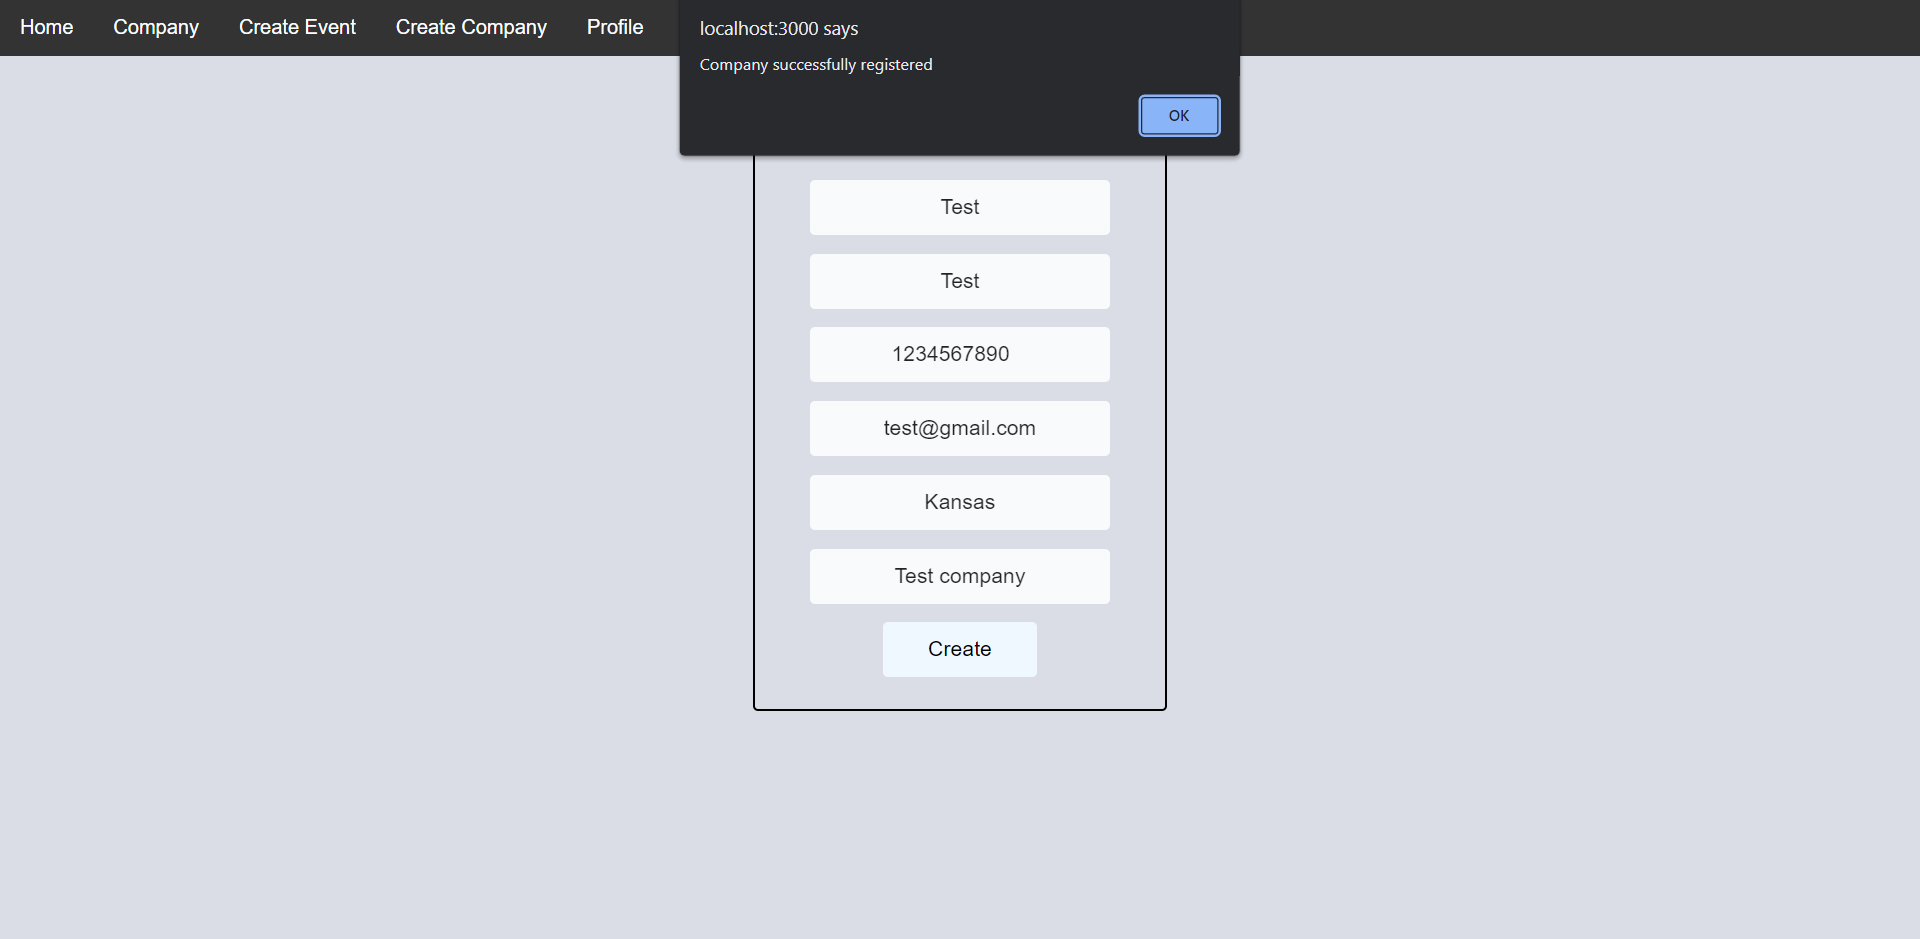 Home Company Create Event Create Company Profile
localhost:3000 says
Company successfully registered
OK
Test
Test
1234567890
test@gmail.com
Kansas
Test company
Create